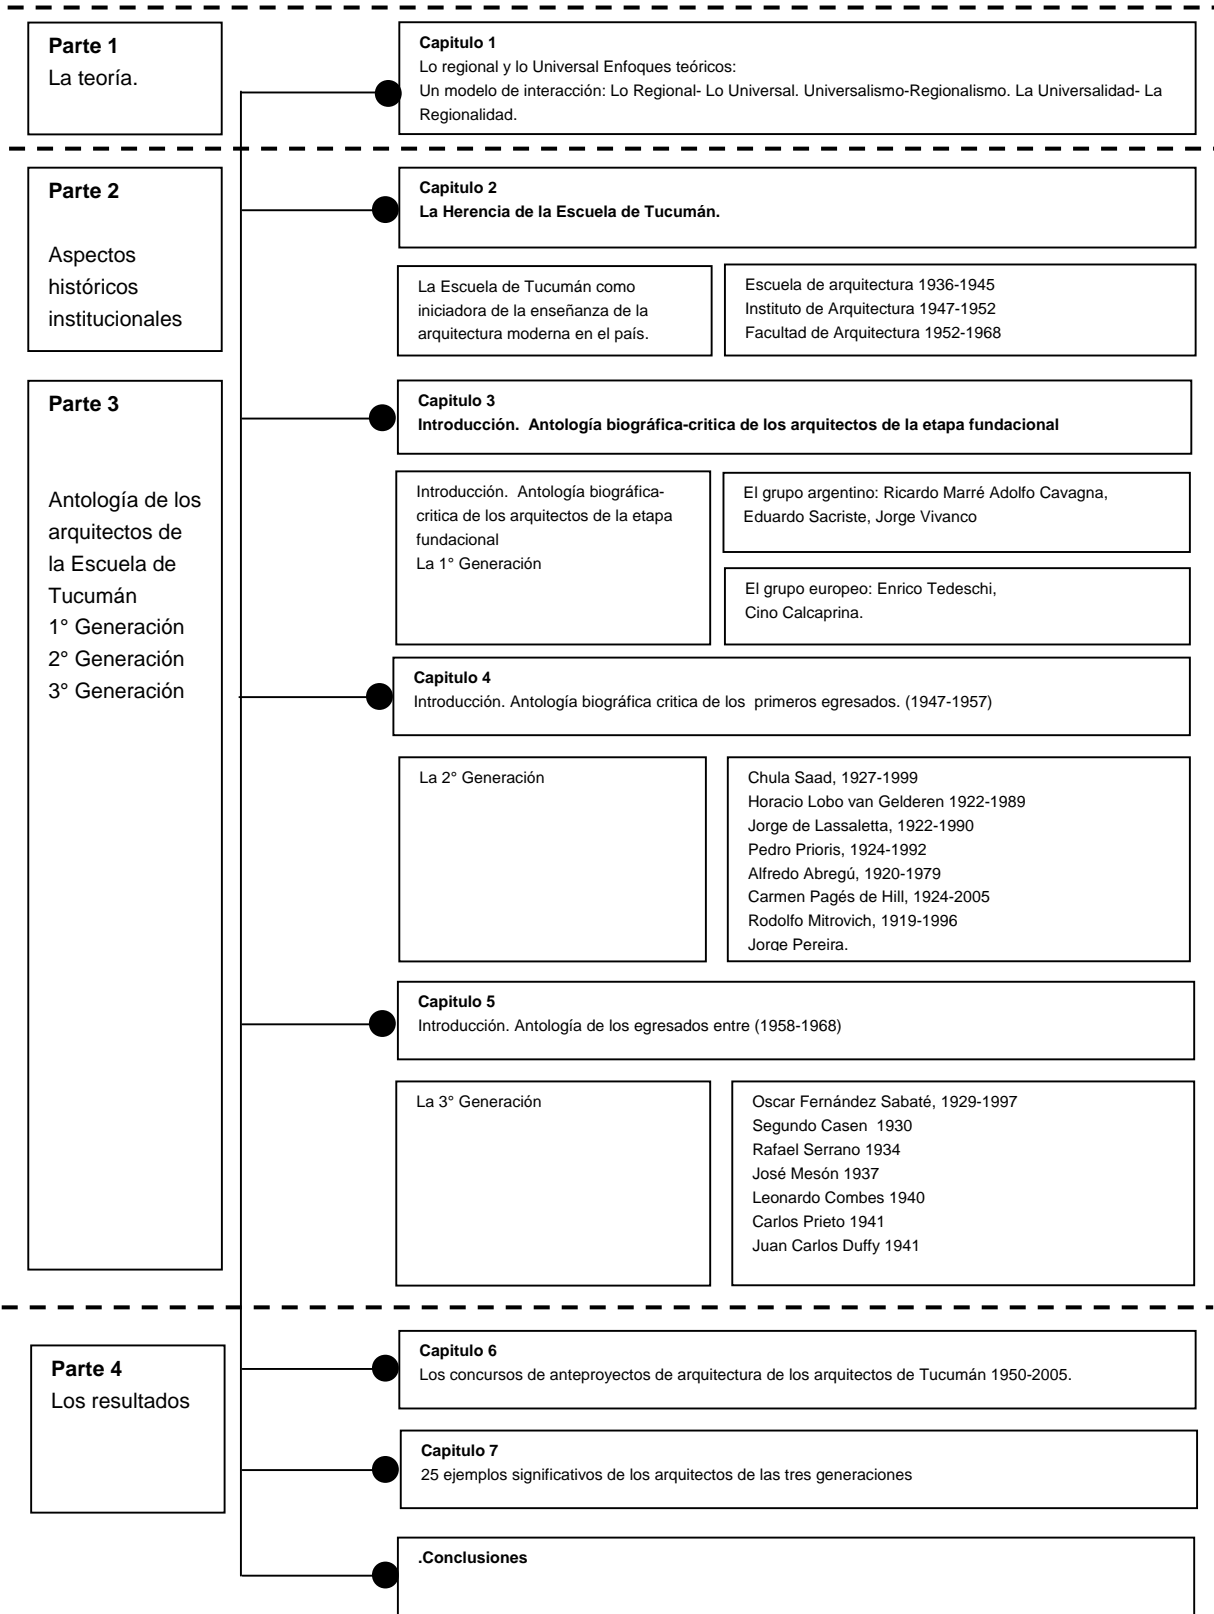 Parte 1
La teoría.
Capitulo 1
Lo regional y lo Universal Enfoques teóricos:
Un modelo de interacción: Lo Regional- Lo Universal. Universalismo-Regionalismo. La Universalidad- La
Regionalidad.
Parte 2
Aspectos
históricos
institucionales
Capitulo 2
La Herencia de la Escuela de Tucumán.
La Escuela de Tucumán como
iniciadora de la enseñanza de la
arquitectura moderna en el país.
Escuela de arquitectura 1936-1945
Instituto de Arquitectura 1947-1952
Facultad de Arquitectura 1952-1968
Parte 3
Antología de los
arquitectos de
la Escuela de
Tucumán
1° Generación
2° Generación
3° Generación
Capitulo 3
Introducción.  Antología biográfica-critica de los arquitectos de la etapa fundacional
Introducción.  Antología biográfica-
critica de los arquitectos de la etapa
fundacional
La 1° Generación
El grupo argentino: Ricardo Marré Adolfo Cavagna,
Eduardo Sacriste, Jorge Vivanco
El grupo europeo: Enrico Tedeschi,
Cino Calcaprina.
Capitulo 4
Introducción. Antología biográfica critica de los  primeros egresados. (1947-1957)
La 2° Generación
Chula Saad, 1927-1999
Horacio Lobo van Gelderen 1922-1989
Jorge de Lassaletta, 1922-1990
Pedro Prioris, 1924-1992
Alfredo Abregú, 1920-1979
Carmen Pagés de Hill, 1924-2005
Rodolfo Mitrovich, 1919-1996
Jorge Pereira.
Capitulo 5
Introducción. Antología de los egresados entre (1958-1968)
La 3° Generación
Oscar Fernández Sabaté, 1929-1997
Segundo Casen  1930
Rafael Serrano 1934
José Mesón 1937
Leonardo Combes 1940
Carlos Prieto 1941
Juan Carlos Duffy 1941
Parte 4
Los resultados
Capitulo 6
Los concursos de anteproyectos de arquitectura de los arquitectos de Tucumán 1950-2005.
Capitulo 7
25 ejemplos significativos de los arquitectos de las tres generaciones
.Conclusiones